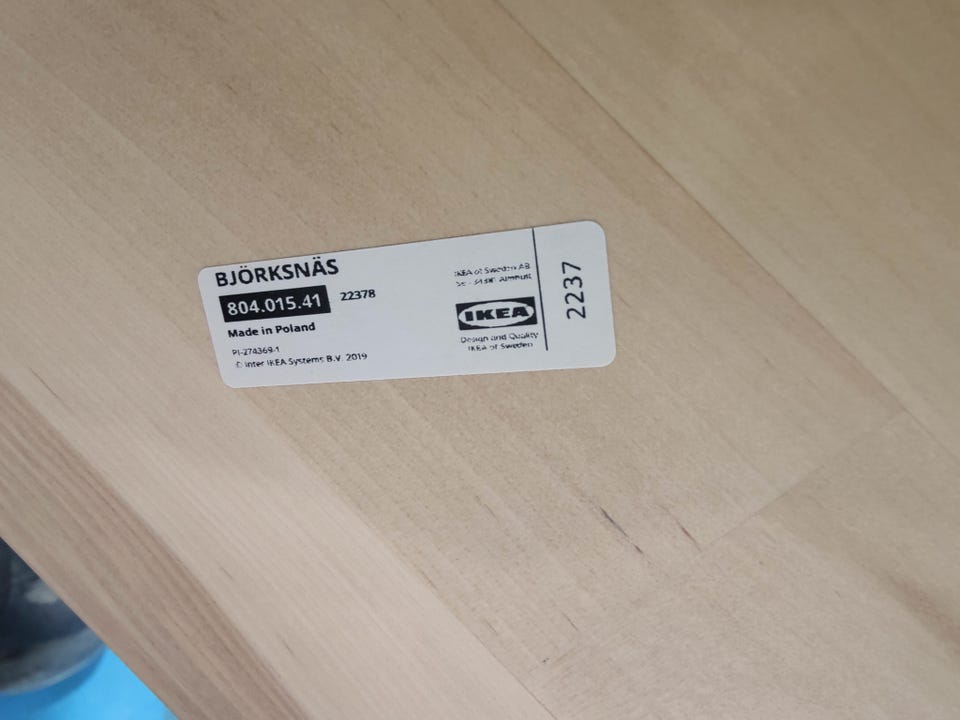 BJÖRKSNÄS
804.015.41 22378
Made in Poland
PI-274369-1
© Inter IKEA Systems B.V. 2019
IKEA of Sweden AB
IKEA
Design and Quality
IKEA of Sweden
2237